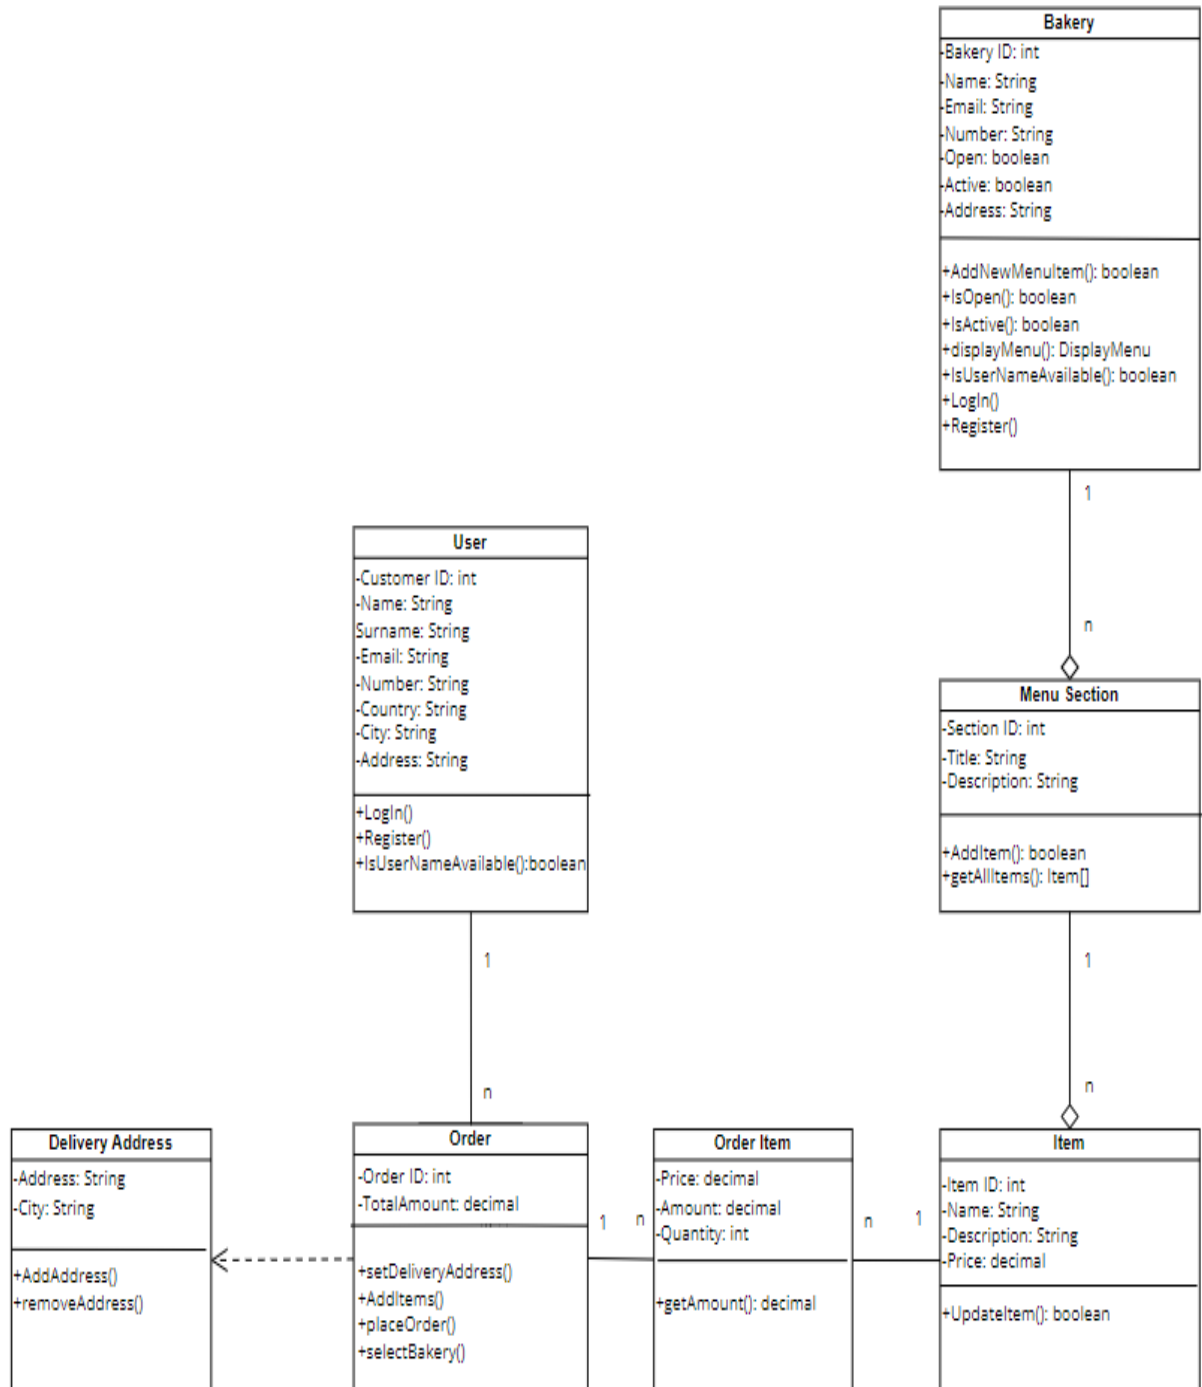 Bakery
-Bakery ID: int
-Name: String
-Email: String
-Number: String
-Open: boolean
-Active: boolean
-Address: String
+AddNewMenuItem(): boolean
+IsOpen(): boolean
+IsActive(): boolean
+displayMenu(): DisplayMenu
+IsUserNameAvailable(): boolean
+LogIn()
+Register()
1
n
User
-Customer ID: int
-Name: String
Surname: String
-Email: String
-Number: String
-Country: String
-City: String
-Address: String
+LogIn()
+Register()
+IsUserNameAvailable():boolean
1
n
Menu Section
-Section ID: int
-Title: String
-Description: String
+AddItem(): boolean
+getAllItems(): Item[]
1
n
Delivery Address
-Address: String
-City: String
+AddAddress()
+removeAddress()
Order
-Order ID: int
-TotalAmount: decimal
+setDeliveryAddress()
+AddItems()
+placeOrder()
+selectBakery()
1 n
Order Item
-Price: decimal
-Amount: decimal
-Quantity: int
+getAmount(): decimal
n 1
Item
-Item ID: int
-Name: String
-Description: String
-Price: decimal
+UpdateItem(): boolean